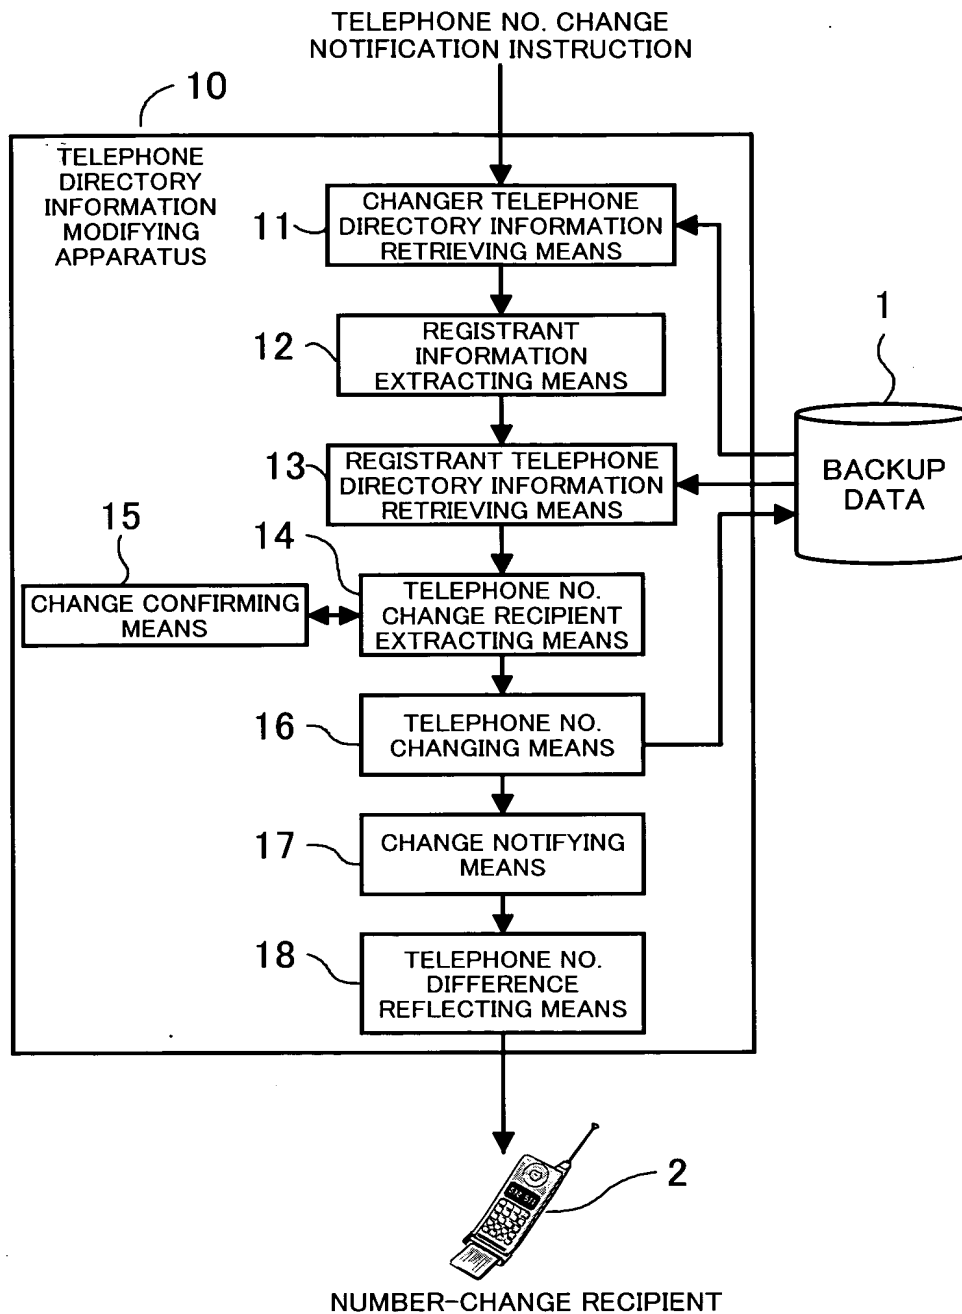 TELEPHONE NO. CHANGE
NOTIFICATION INSTRUCTION
10
TELEPHONE
DIRECTORY
INFORMATION
MODIFYING
APPARATUS
11
CHANGER TELEPHONE
DIRECTORY INFORMATION
RETRIEVING MEANS
12
REGISTRANT
INFORMATION
EXTRACTING MEANS
1
BACKUP
DATA
13
REGISTRANT TELEPHONE
DIRECTORY INFORMATION
RETRIEVING MEANS
15
CHANGE CONFIRMING
MEANS
14
TELEPHONE NO.
CHANGE RECIPIENT
EXTRACTING MEANS
16
TELEPHONE NO.
CHANGING MEANS
17
CHANGE NOTIFYING
MEANS
18
TELEPHONE NO.
DIFFERENCE
REFLECTING MEANS
2
NUMBER-CHANGE RECIPIENT